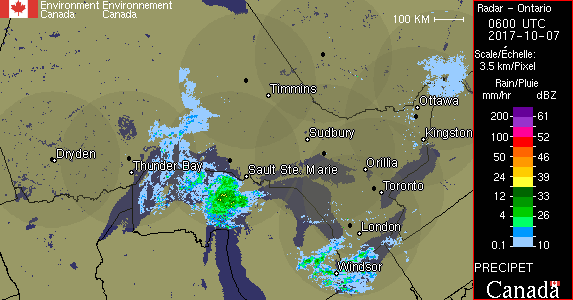 Environment Environnement
Canada Canada
100 KM
Timmins
Ottawa
Sudbury
Kingston
Dryden
Thunder Bay
Sault Ste. Marie
Orillia
Toronto
London
Windsor
Radar - Ontario
0600 UTC
2017-10-07
Scale/Échelle:
3.5 km/Pixel
Rain/Pluie
mm/hr dBZ
200 61
100 52
50 46
24 39
12 33
4 26
0.1 10
PRECIPET
Canada